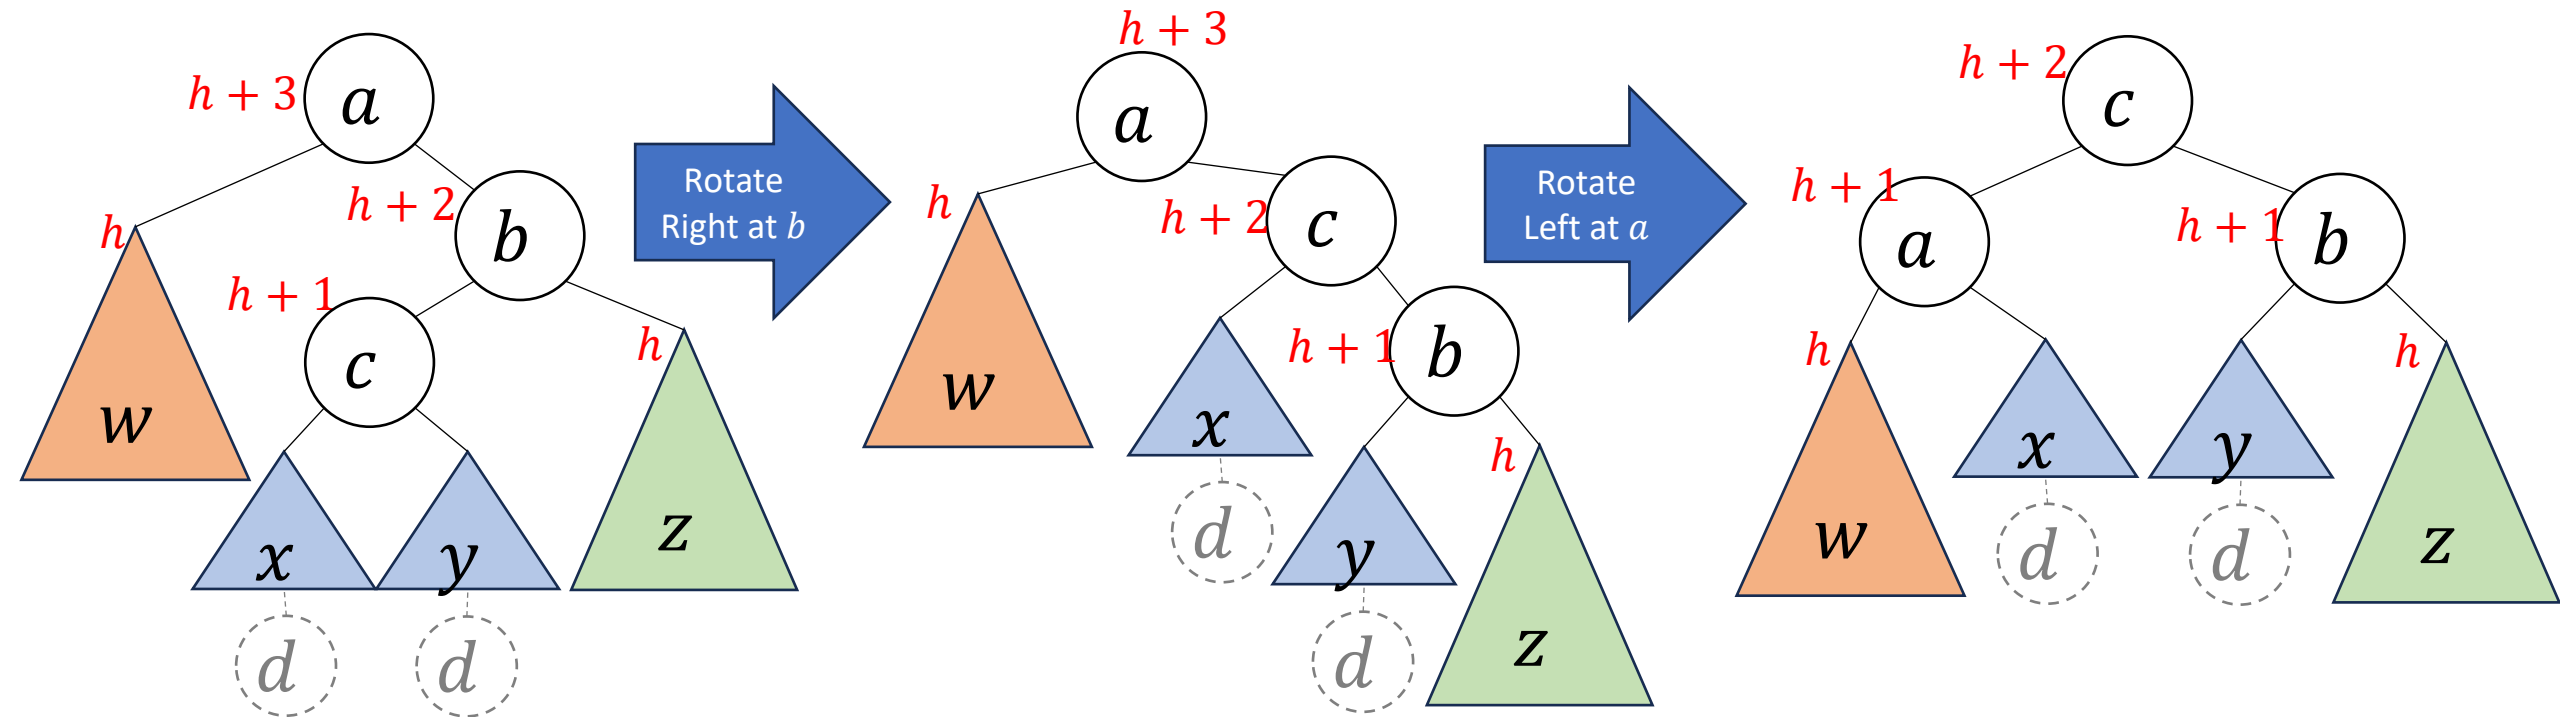 h + 3
a
h + 2
b
h
h + 1
c
h
w
x
y
z
d
d
Rotate
Right at b
h + 3
a
h
h + 2
c
h + 1
b
w
x
h
d
y
z
d
Rotate
Left at a
h + 2
c
h + 1
a
h + 1
b
h
h
x
y
w
z
d
d